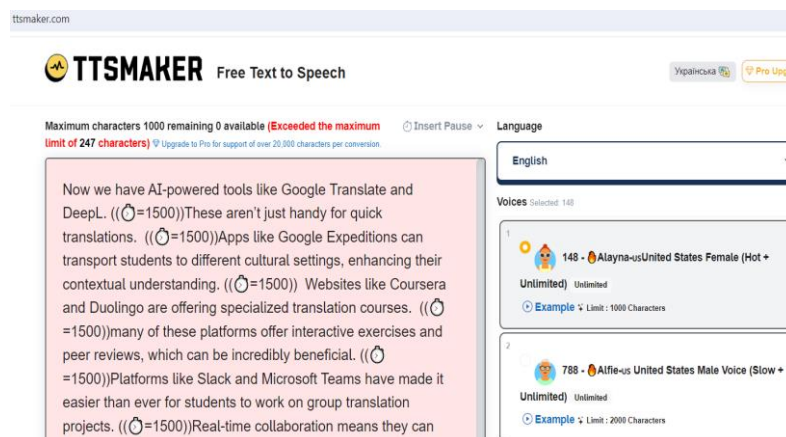 ttsmaker.com
TTSMAKER Free Text to Speech
Українська
Pro Upg
Maximum characters 1000 remaining 0 available (Exceeded the maximum
limit of 247 characters) Upgrade to Pro for support of over 20,000 characters per conversion.
Insert Pause
Now we have AI-powered tools like Google Translate and
DeepL. ((⏱=1500))These aren't just handy for quick
translations. ((⏱=1500))Apps like Google Expeditions can
transport students to different cultural settings, enhancing their
contextual understanding. ((⏱=1500)) Websites like Coursera
and Duolingo are offering specialized translation courses. ((⏱
=1500))many of these platforms offer interactive exercises and
peer reviews, which can be incredibly beneficial. ((⏱
=1500))Platforms like Slack and Microsoft Teams have made it
easier than ever for students to work on group translation
projects. ((⏱=1500))Real-time collaboration means they can
Language
English
Voices Selected: 148
1
148 - 🔥Alayna-usUnited States Female (Hot +
Unlimited) Unlimited
Example Limit : 1000 Characters
2
788 - 🔥Alfie-us United States Male Voice (Slow +
Unlimited) Unlimited
Example Limit : 2000 Characters